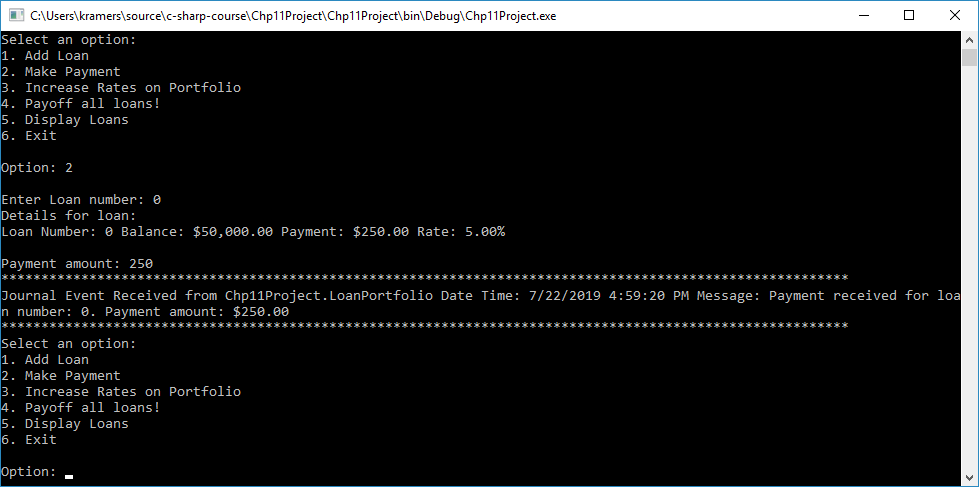 C:\Users\kramers\source\c-sharp-course\Chp11Project\Chp11Project\bin\Debug\Chp11Project.exe
Select an option:
1. Add Loan
2. Make Payment
3. Increase Rates on Portfolio
4. Payoff all loans!
5. Display Loans
6. Exit
Option: 2
Enter Loan number: 0
Details for loan:
Loan Number: 0 Balance: $50,000.00 Payment: $250.00 Rate: 5.00%
Payment amount: 250
**********************************************************************************************************
Journal Event Received from Chp11Project.LoanPortfolio Date Time: 7/22/2019 4:59:20 PM Message: Payment received for loa
n number: 0. Payment amount: $250.00
**********************************************************************************************************
Select an option:
1. Add Loan
2. Make Payment
3. Increase Rates on Portfolio
4. Payoff all loans!
5. Display Loans
6. Exit
Option: